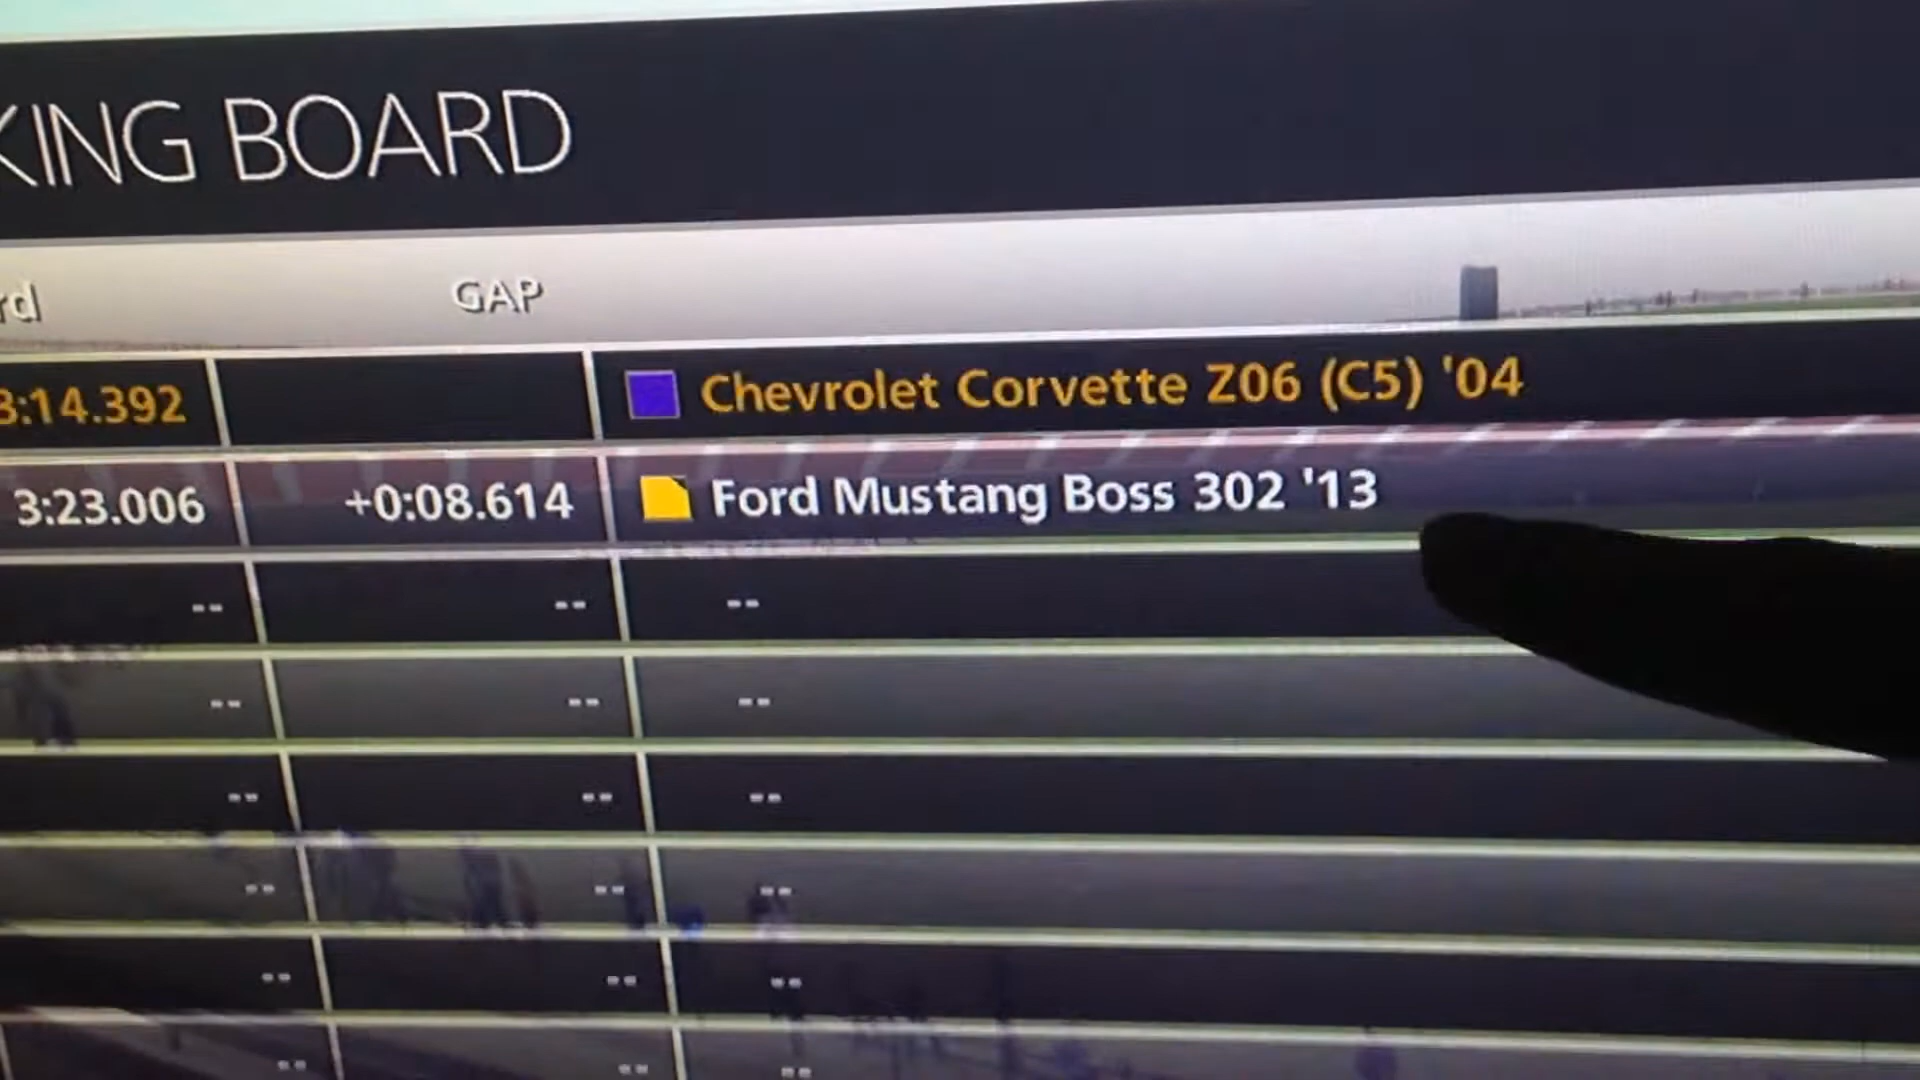 KING BOARD
rd GAP
3:14.392 Chevrolet Corvette Z06 (C5) '04
3:23.006 +0:08.614 Ford Mustang Boss 302 '13
-- -- --
-- -- --
-- -- --
-- -- --
-- -- --
-- -- --